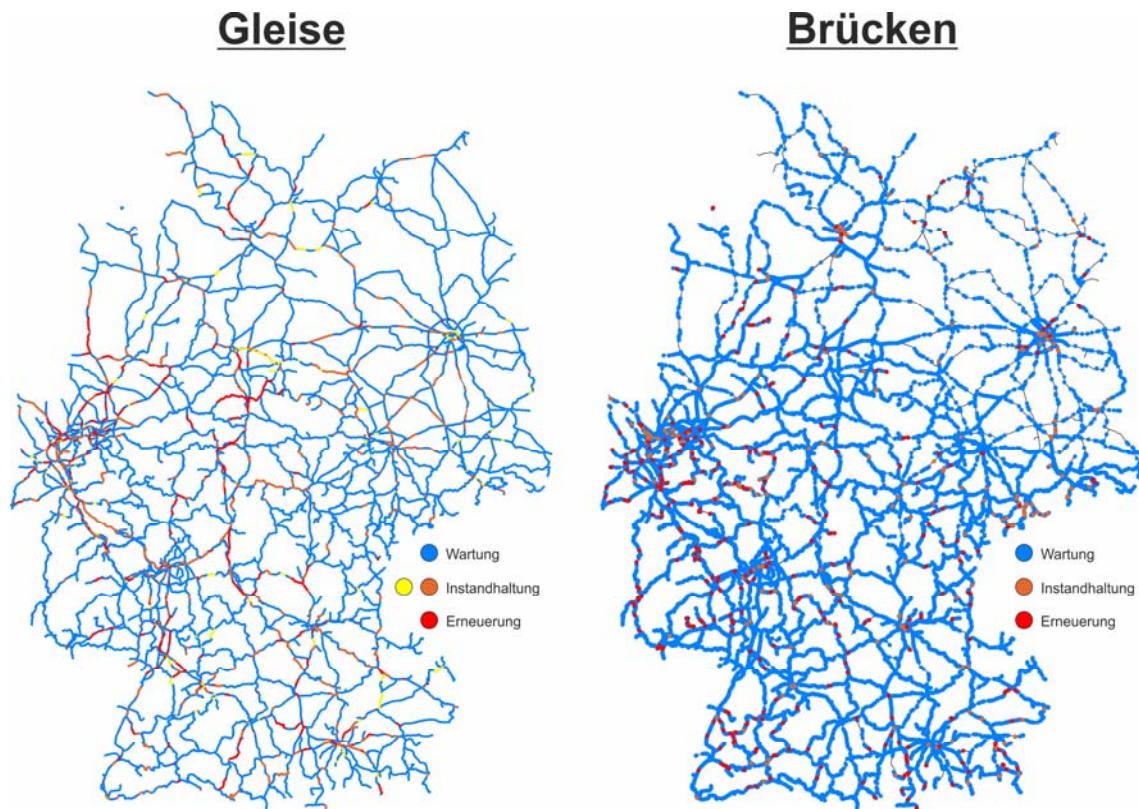 Gleise
Brücken
Wartung
Instandhaltung
Erneuerung
Wartung
Instandhaltung
Erneuerung